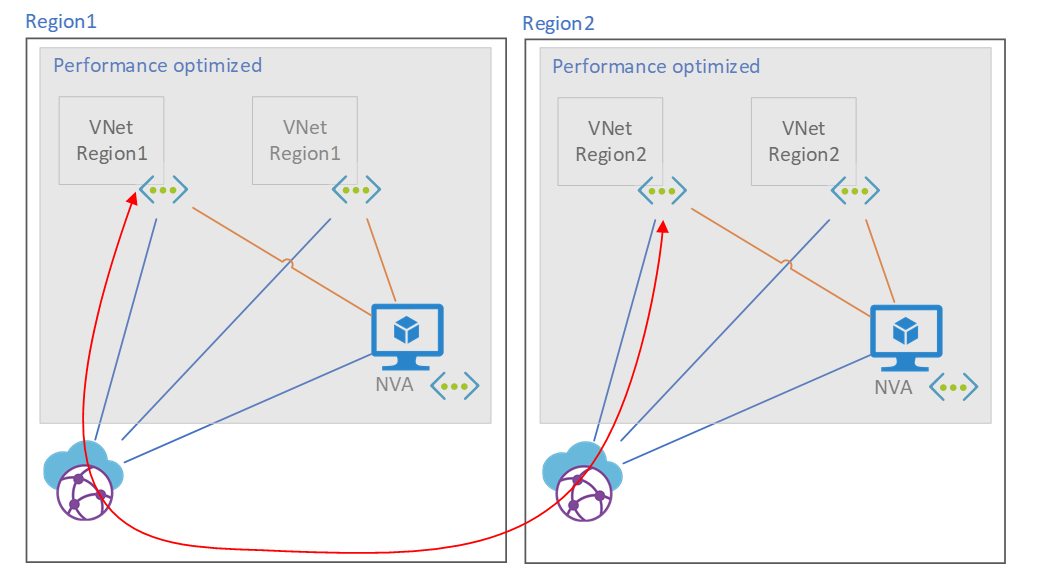 Region1
Performance optimized
VNet
Region1
VNet
Region1
NVA
Region2
Performance optimized
VNet
Region2
VNet
Region2
NVA